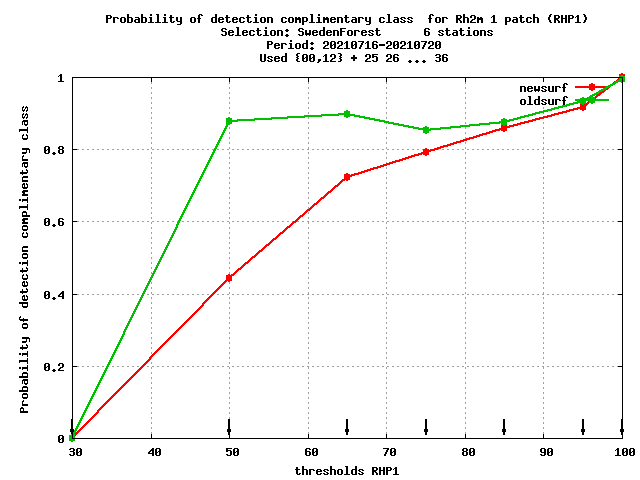 Probability of detection complimentary class  for Rh2m 1 patch (RHP1)
Selection: SwedenForest      6 stations
Period: 20210716-20210720
Used {00,12} + 25 26 ... 36
newsurf
oldsurf
Probability of detection complimentary class
1
0.8
0.6
0.4
0.2
0
30 40 50 60 70 80 90 100
thresholds RHP1